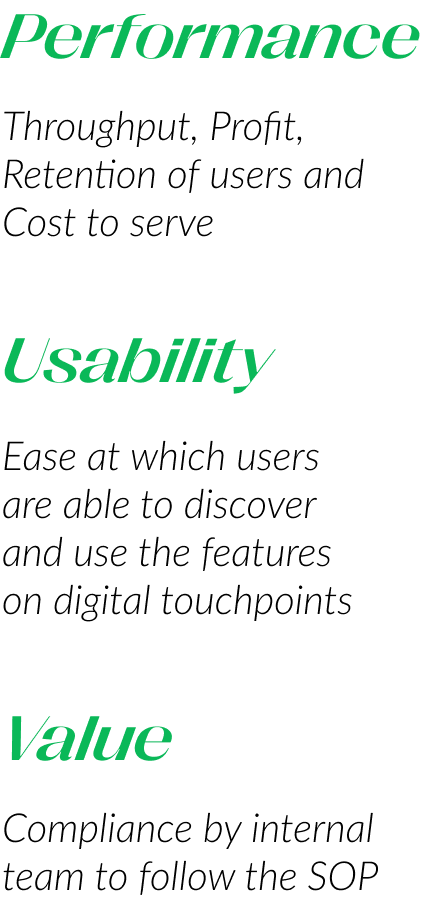 Performance
Throughput, Profit,
Retention of users and
Cost to serve
Usability
Ease at which users
are able to discover
and use the features
on digital touchpoints
Value
Compliance by internal
team to follow the SOP